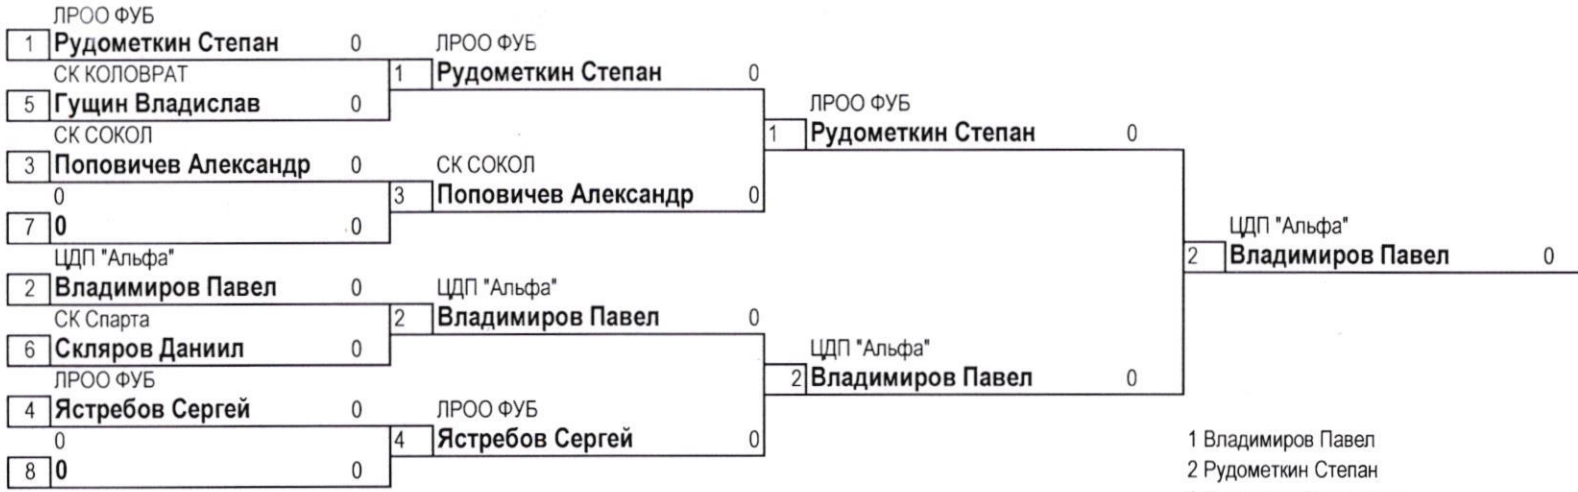 ЛРОО ФУБ
1 Рудометкин Степан 0
СК КОЛОВРАТ
5 Гущин Владислав 0
СК СОКОЛ
3 Поповичев Александр 0
0
7 0 0
ЦДП "Альфа"
2 Владимиров Павел 0
СК Спарта
6 Скляров Даниил 0
ЛРОО ФУБ
4 Ястребов Сергей 0
0
8 0 0
ЛРОО ФУБ
1 Рудометкин Степан 0
СК СОКОЛ
3 Поповичев Александр 0
ЦДП "Альфа"
2 Владимиров Павел 0
ЛРОО ФУБ
4 Ястребов Сергей 0
ЛРОО ФУБ
1 Рудометкин Степан 0
ЦДП "Альфа"
2 Владимиров Павел 0
ЦДП "Альфа"
2 Владимиров Павел 0
1 Владимиров Павел
2 Рудометкин Степан